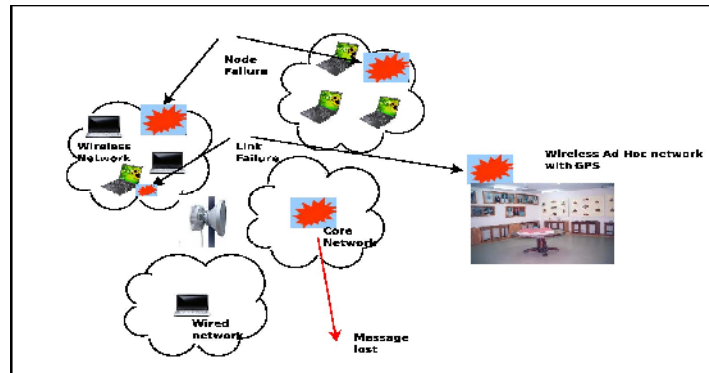 Node
Failure
Wireless
Network
Link
Failure
Wireless Ad Hoc network
with GPS
Core
Network
Wired
network
Message
lost